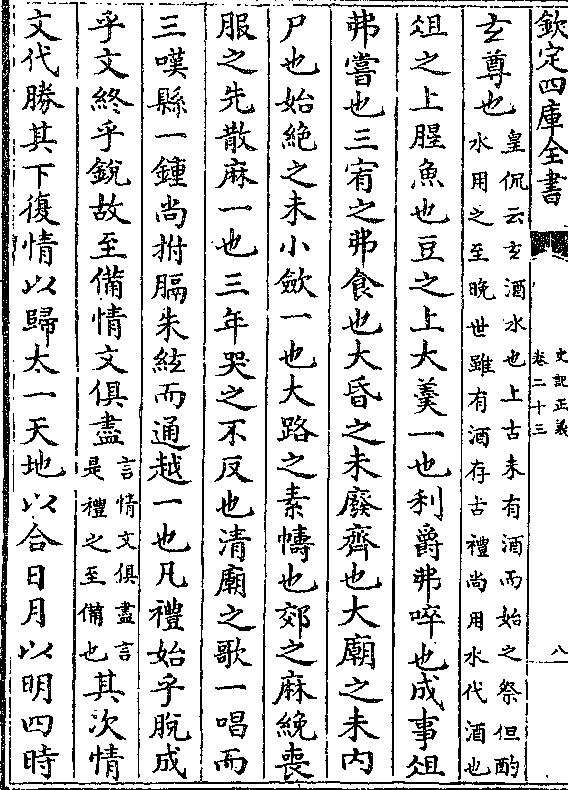 欽定四庫全書
史記正義
卷二十三
八
玄尊也皇侃云玄酒水也上古未有酒而始之祭但酌水用之至晚世雖有酒存古禮尚用水代酒也
俎之上腥魚也豆之上大羹一也利爵弗啐也成事俎
弗嘗也三宥之弗食也大昏之未廢齊也大廟之未內
尸也始絶之未小歛一也大路之素幬也郊之麻絻喪
服之先散麻一也三年哭之不反也清廟之歌一唱而
三嘆縣一鍾尚拊膈朱絃而通越一也凡禮始乎脫成
乎文終乎鋭故至備情文俱盡言情文俱盡言是禮之至備也其次情
文代勝其下復情以歸太一天地以合日月以明四時